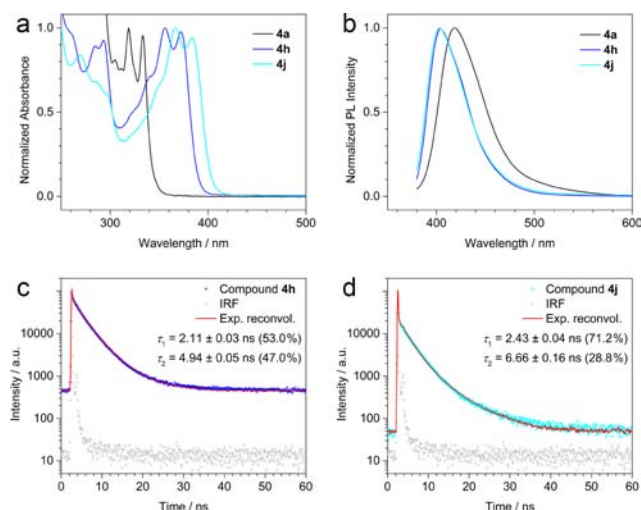 a
4a
4h
4j
Normalized Absorbance
1.0
0.5
0.0
300
400
500
Wavelength / nm
b
4a
4h
4j
Normalized PL Intensity
1.0
0.5
0.0
400
500
600
Wavelength / nm
c
Compound 4h
IRF
Exp. reconvol.
τ1 = 2.11 ± 0.03 ns (53.0%)
τ2 = 4.94 ± 0.05 ns (47.0%)
Intensity / a.u.
10000
1000
100
10
0
10
20
30
40
50
60
Time / ns
d
Compound 4j
IRF
Exp. reconvol.
τ1 = 2.43 ± 0.04 ns (71.2%)
τ2 = 6.66 ± 0.16 ns (28.8%)
Intensity / a.u.
10000
1000
100
10
0
10
20
30
40
50
60
Time / ns